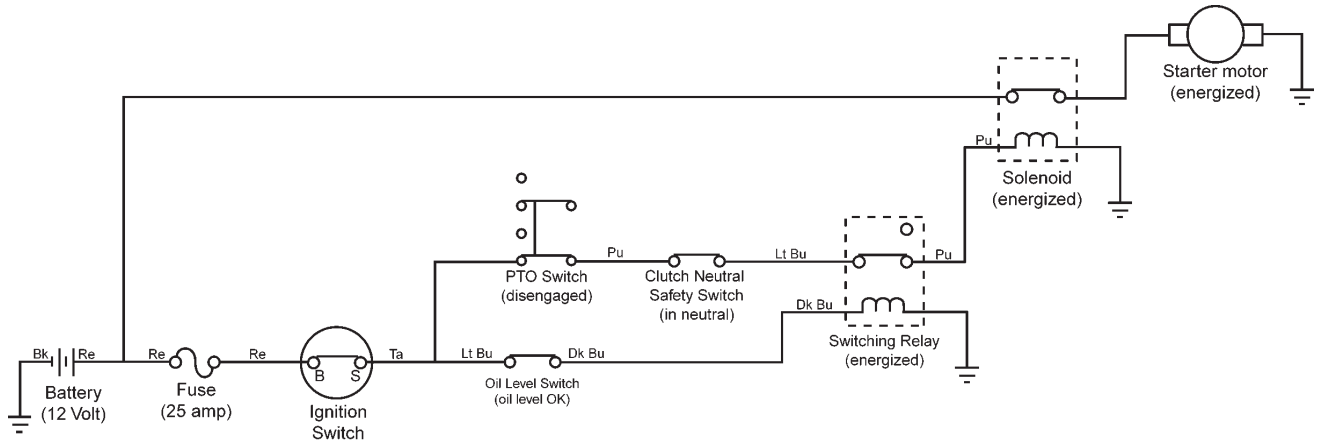 Starter motor
(energized)
Pu
Solenoid
(energized)
Pu
Lt Bu
Pu
PTO Switch
(disengaged)
Clutch Neutral
Safety Switch
(in neutral)
Dk Bu
Switching Relay
(energized)
Bk
Re
Re
Re
B
S
Ta
Lt Bu
Dk Bu
Battery
(12 Volt)
Fuse
(25 amp)
Ignition
Switch
Oil Level Switch
(oil level OK)